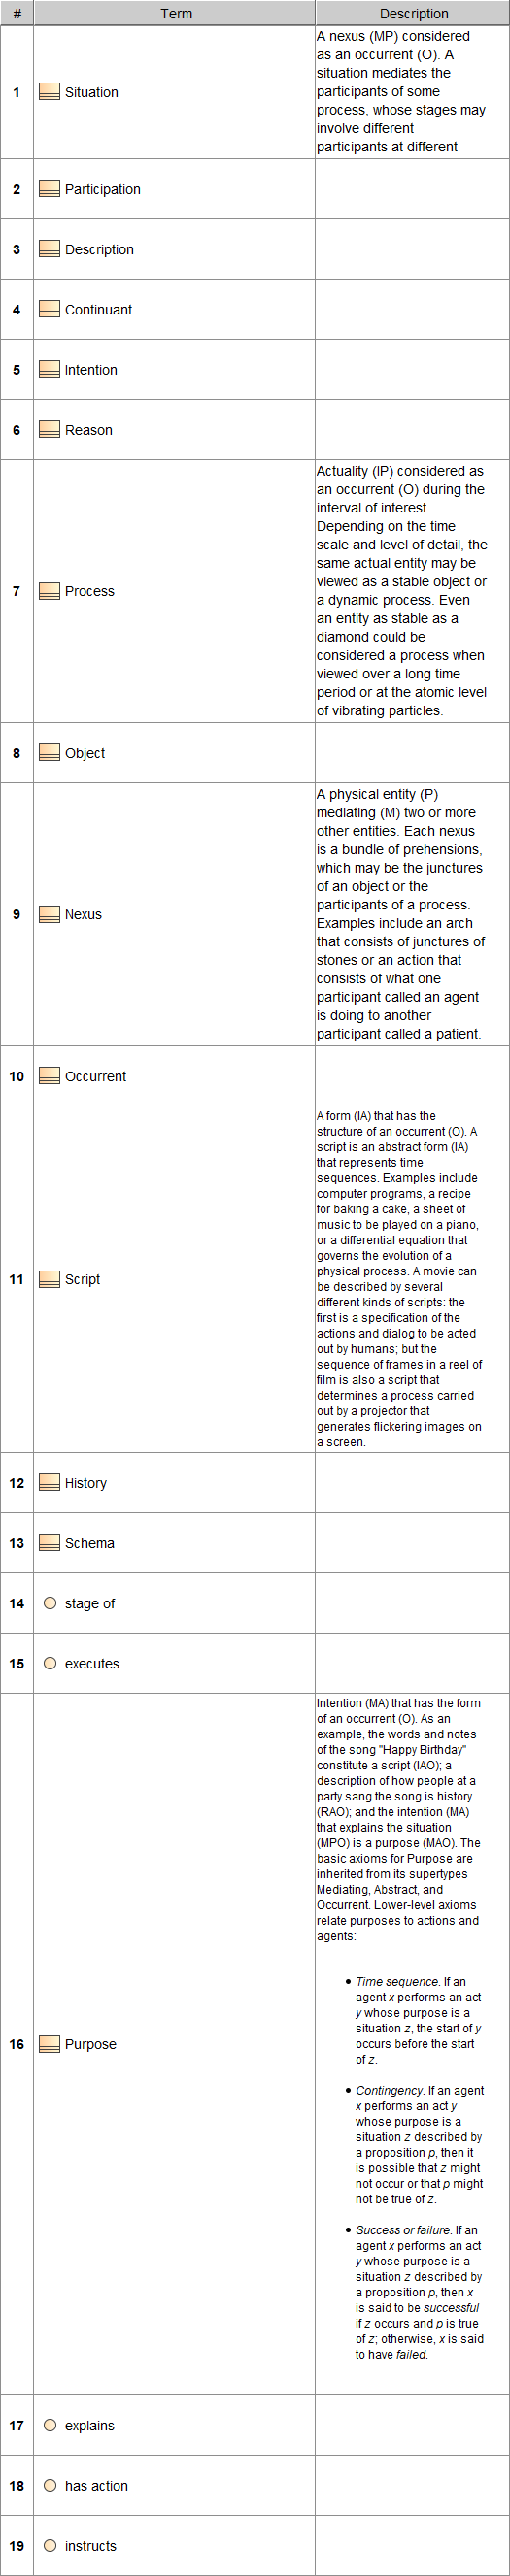 # Term Description
1 Situation A nexus (MP) considered
as an occurrent (O). A
situation mediates the
participants of some
process, whose stages may
involve different
participants at different
2 Participation
3 Description
4 Continuant
5 Intention
6 Reason
7 Process Actuality (IP) considered as
an occurrent (O) during the
interval of interest.
Depending on the time
scale and level of detail, the
same actual entity may be
viewed as a stable object or
a dynamic process. Even
an entity as stable as a
diamond could be
considered a process when
viewed over a long time
period or at the atomic level
of vibrating particles.
8 Object
9 Nexus A physical entity (P)
mediating (M) two or more
other entities. Each nexus
is a bundle of prehensions,
which may be the junctures
of an object or the
participants of a process.
Examples include an arch
that consists of junctures of
stones or an action that
consists of what one
participant called an agent
is doing to another
participant called a patient.
10 Occurrent
11 Script A form (IA) that has the
structure of an occurrent (O). A
script is an abstract form (IA)
that represents time
sequences. Examples include
computer programs, a recipe
for baking a cake, a sheet of
music to be played on a piano,
or a differential equation that
governs the evolution of a
physical process. A movie can
be described by several
different kinds of scripts: the
first is a specification of the
actions and dialog to be acted
out by humans; but the
sequence of frames in a reel of
film is also a script that
determines a process carried
out by a projector that
generates flickering images on
a screen.
12 History
13 Schema
14 stage of
15 executes
16 Purpose Intention (MA) that has the form
of an occurrent (O). As an
example, the words and notes
of the song "Happy Birthday"
constitute a script (IAO); a
description of how people at a
party sang the song is history
(RAO); and the intention (MA)
that explains the situation
(MPO) is a purpose (MAO). The
basic axioms for Purpose are
inherited from its supertypes
Mediating, Abstract, and
Occurrent. Lower-level axioms
relate purposes to actions and
agents:
• Time sequence. If an
agent x performs an act
y whose purpose is a
situation z, the start of y
occurs before the start
of z.
• Contingency. If an agent
x performs an act y
whose purpose is a
situation z described by
a proposition p, then it
is possible that z might
not occur or that p might
not be true of z.
• Success or failure. If an
agent x performs an act
y whose purpose is a
situation z described by
a proposition p, then x
is said to be successful
if z occurs and p is true
of z; otherwise, x is said
to have failed.
17 explains
18 has action
19 instructs